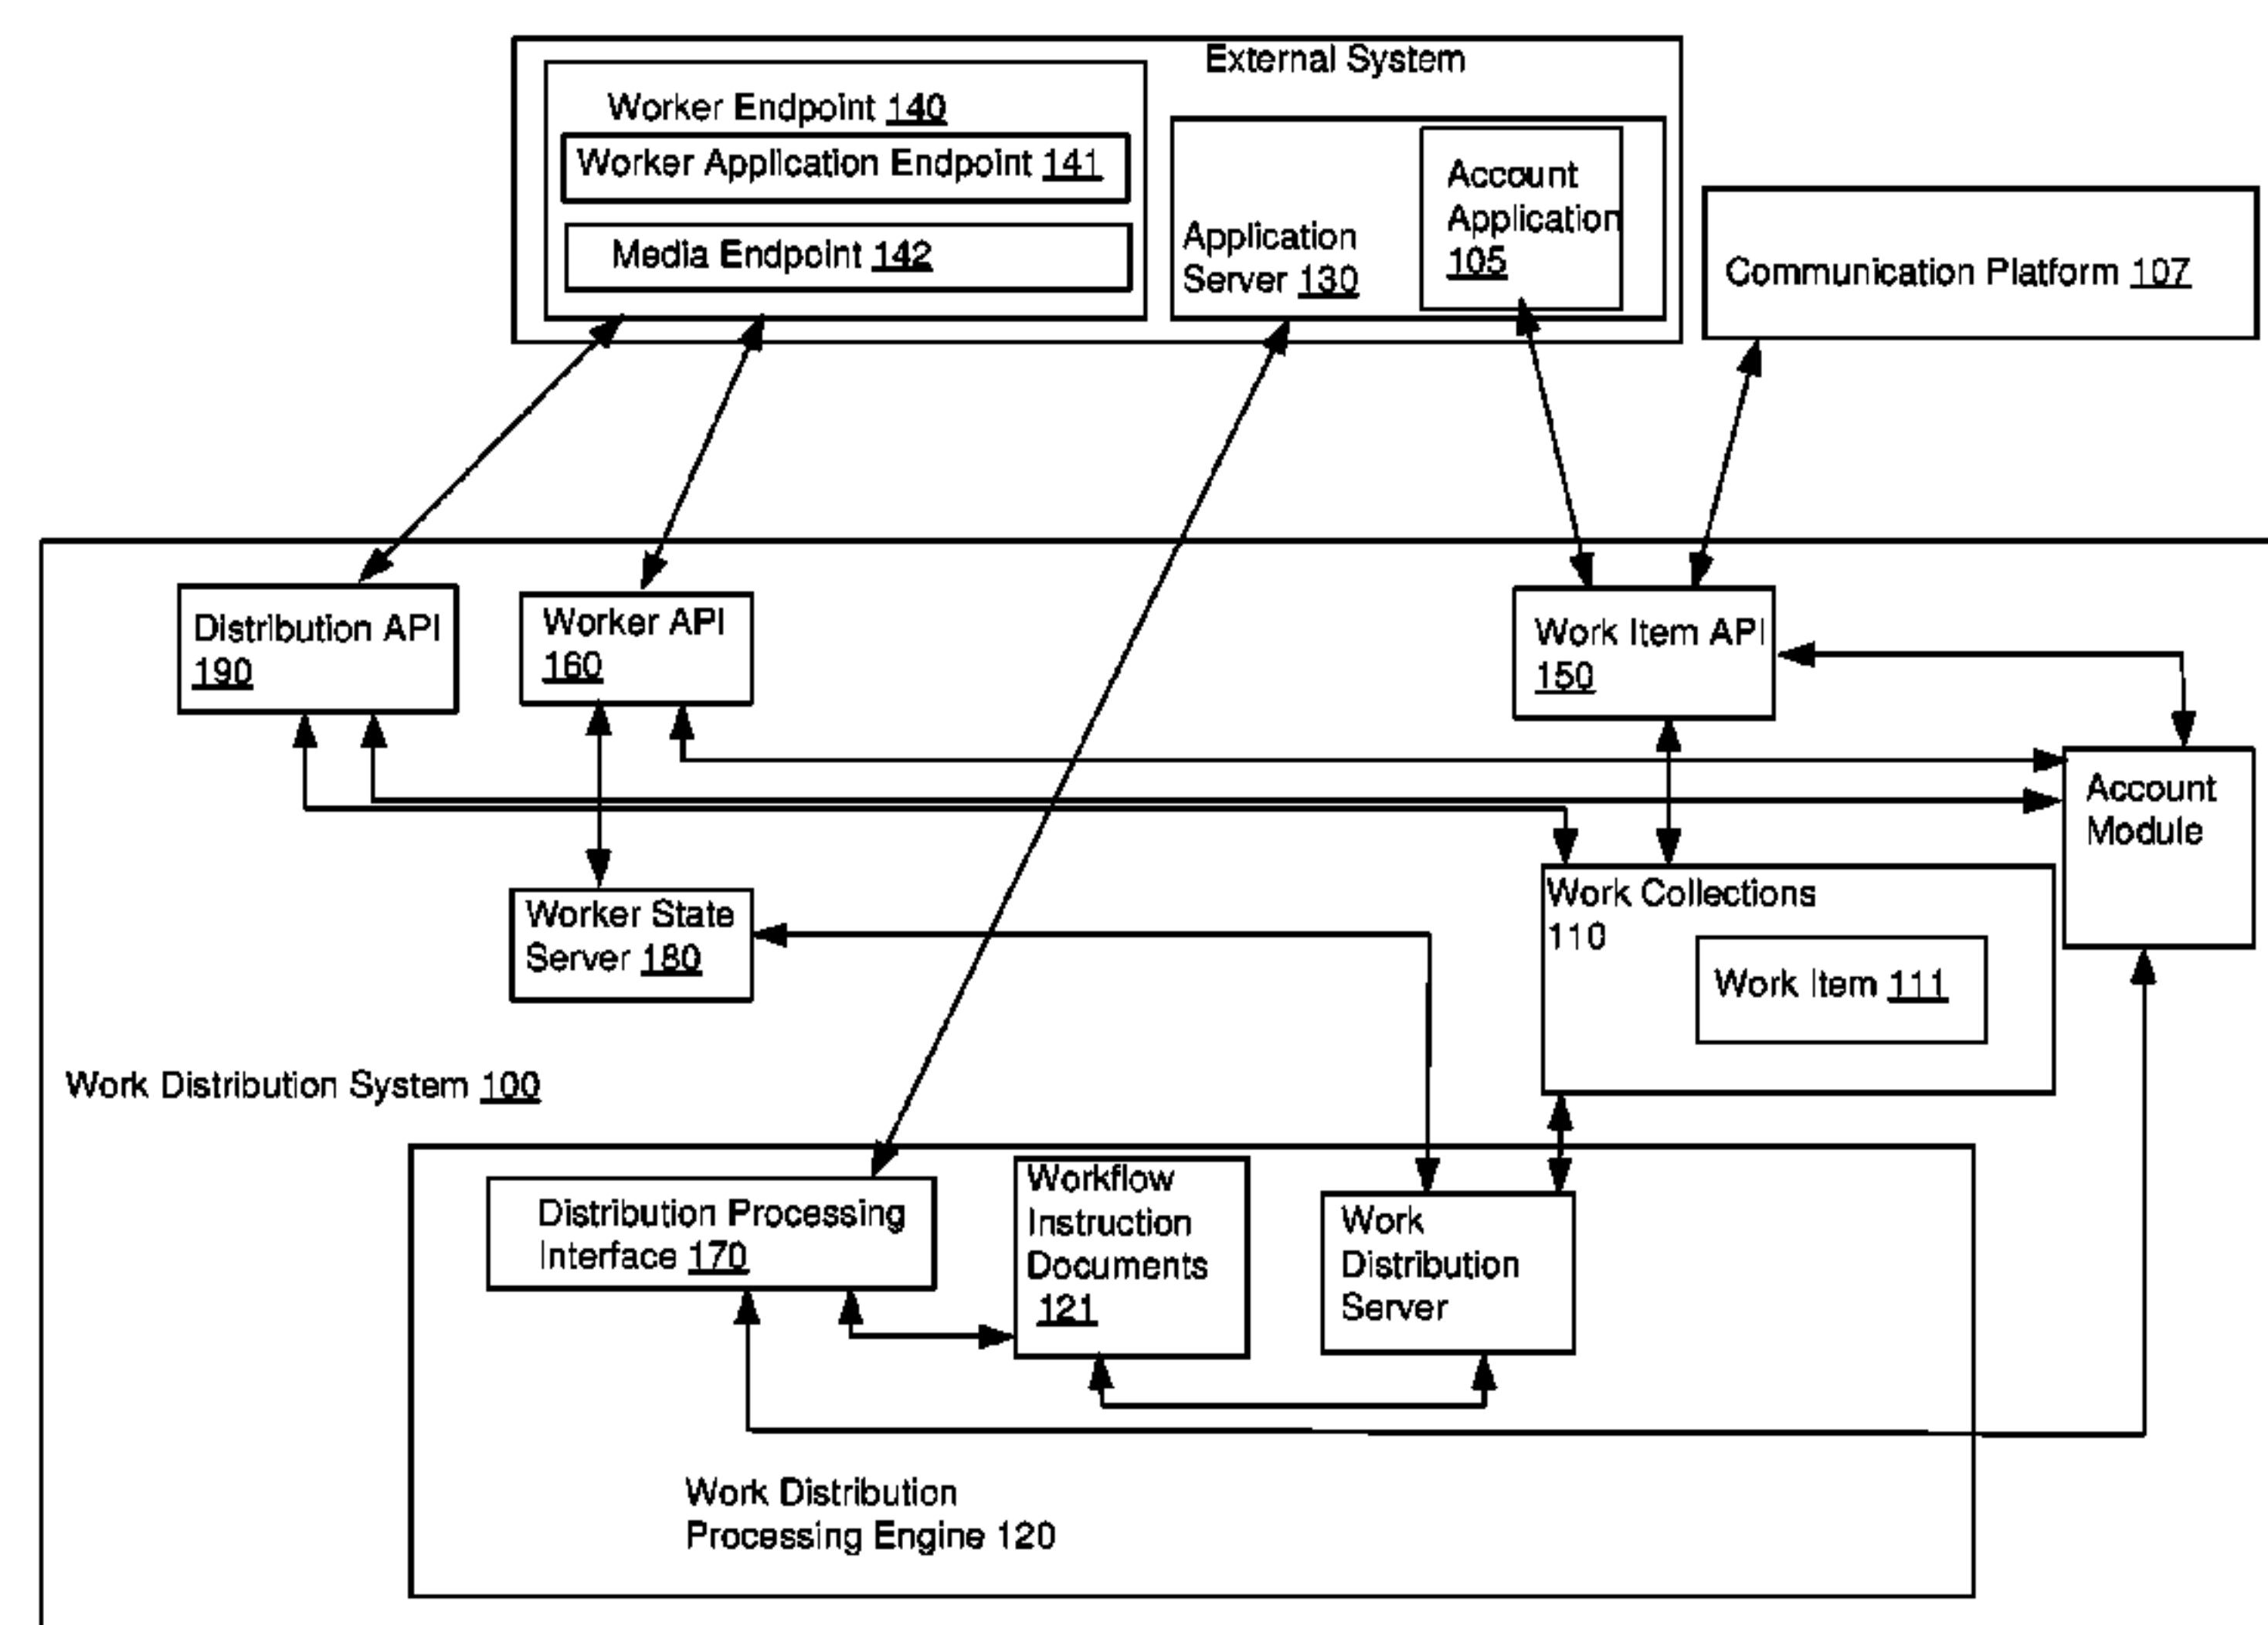 External System
Worker Endpoint 140
Worker Application Endpoint 141
Media Endpoint 142
Application
Server 130
Account
Application
105
Communication Platform 107
Distribution API
190
Worker API
160
Work Item API
150
Account
Module
Worker State
Server 180
Work Collections
110
Work Item 111
Work Distribution System 100
Distribution Processing
Interface 170
Workflow
Instruction
Documents
121
Work
Distribution
Server
Work Distribution
Processing Engine 120